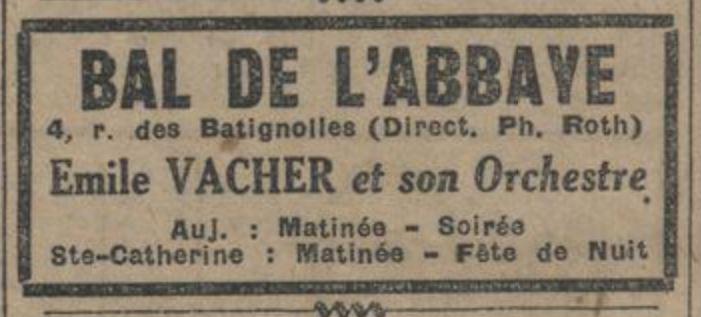 BAL DE L'ABBAYE
4, r. des Batignolles (Direct. Ph. Roth)
Emile VACHER et son Orchestre
Auj. : Matinée - Soirée
Ste-Catherine : Matinée - Fête de Nuit